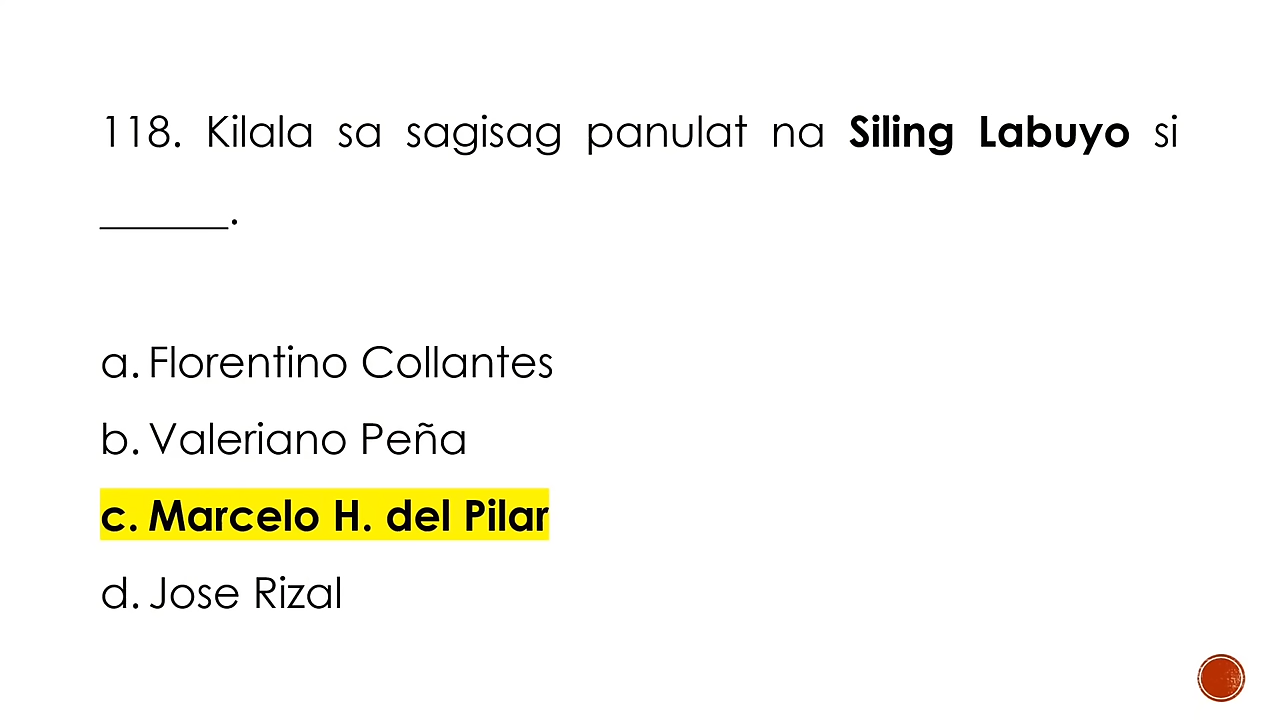 118. Kilala sa sagisag panulat na Siling Labuyo si
______.
a. Florentino Collantes
b. Valeriano Peña
c. Marcelo H. del Pilar
d. Jose Rizal